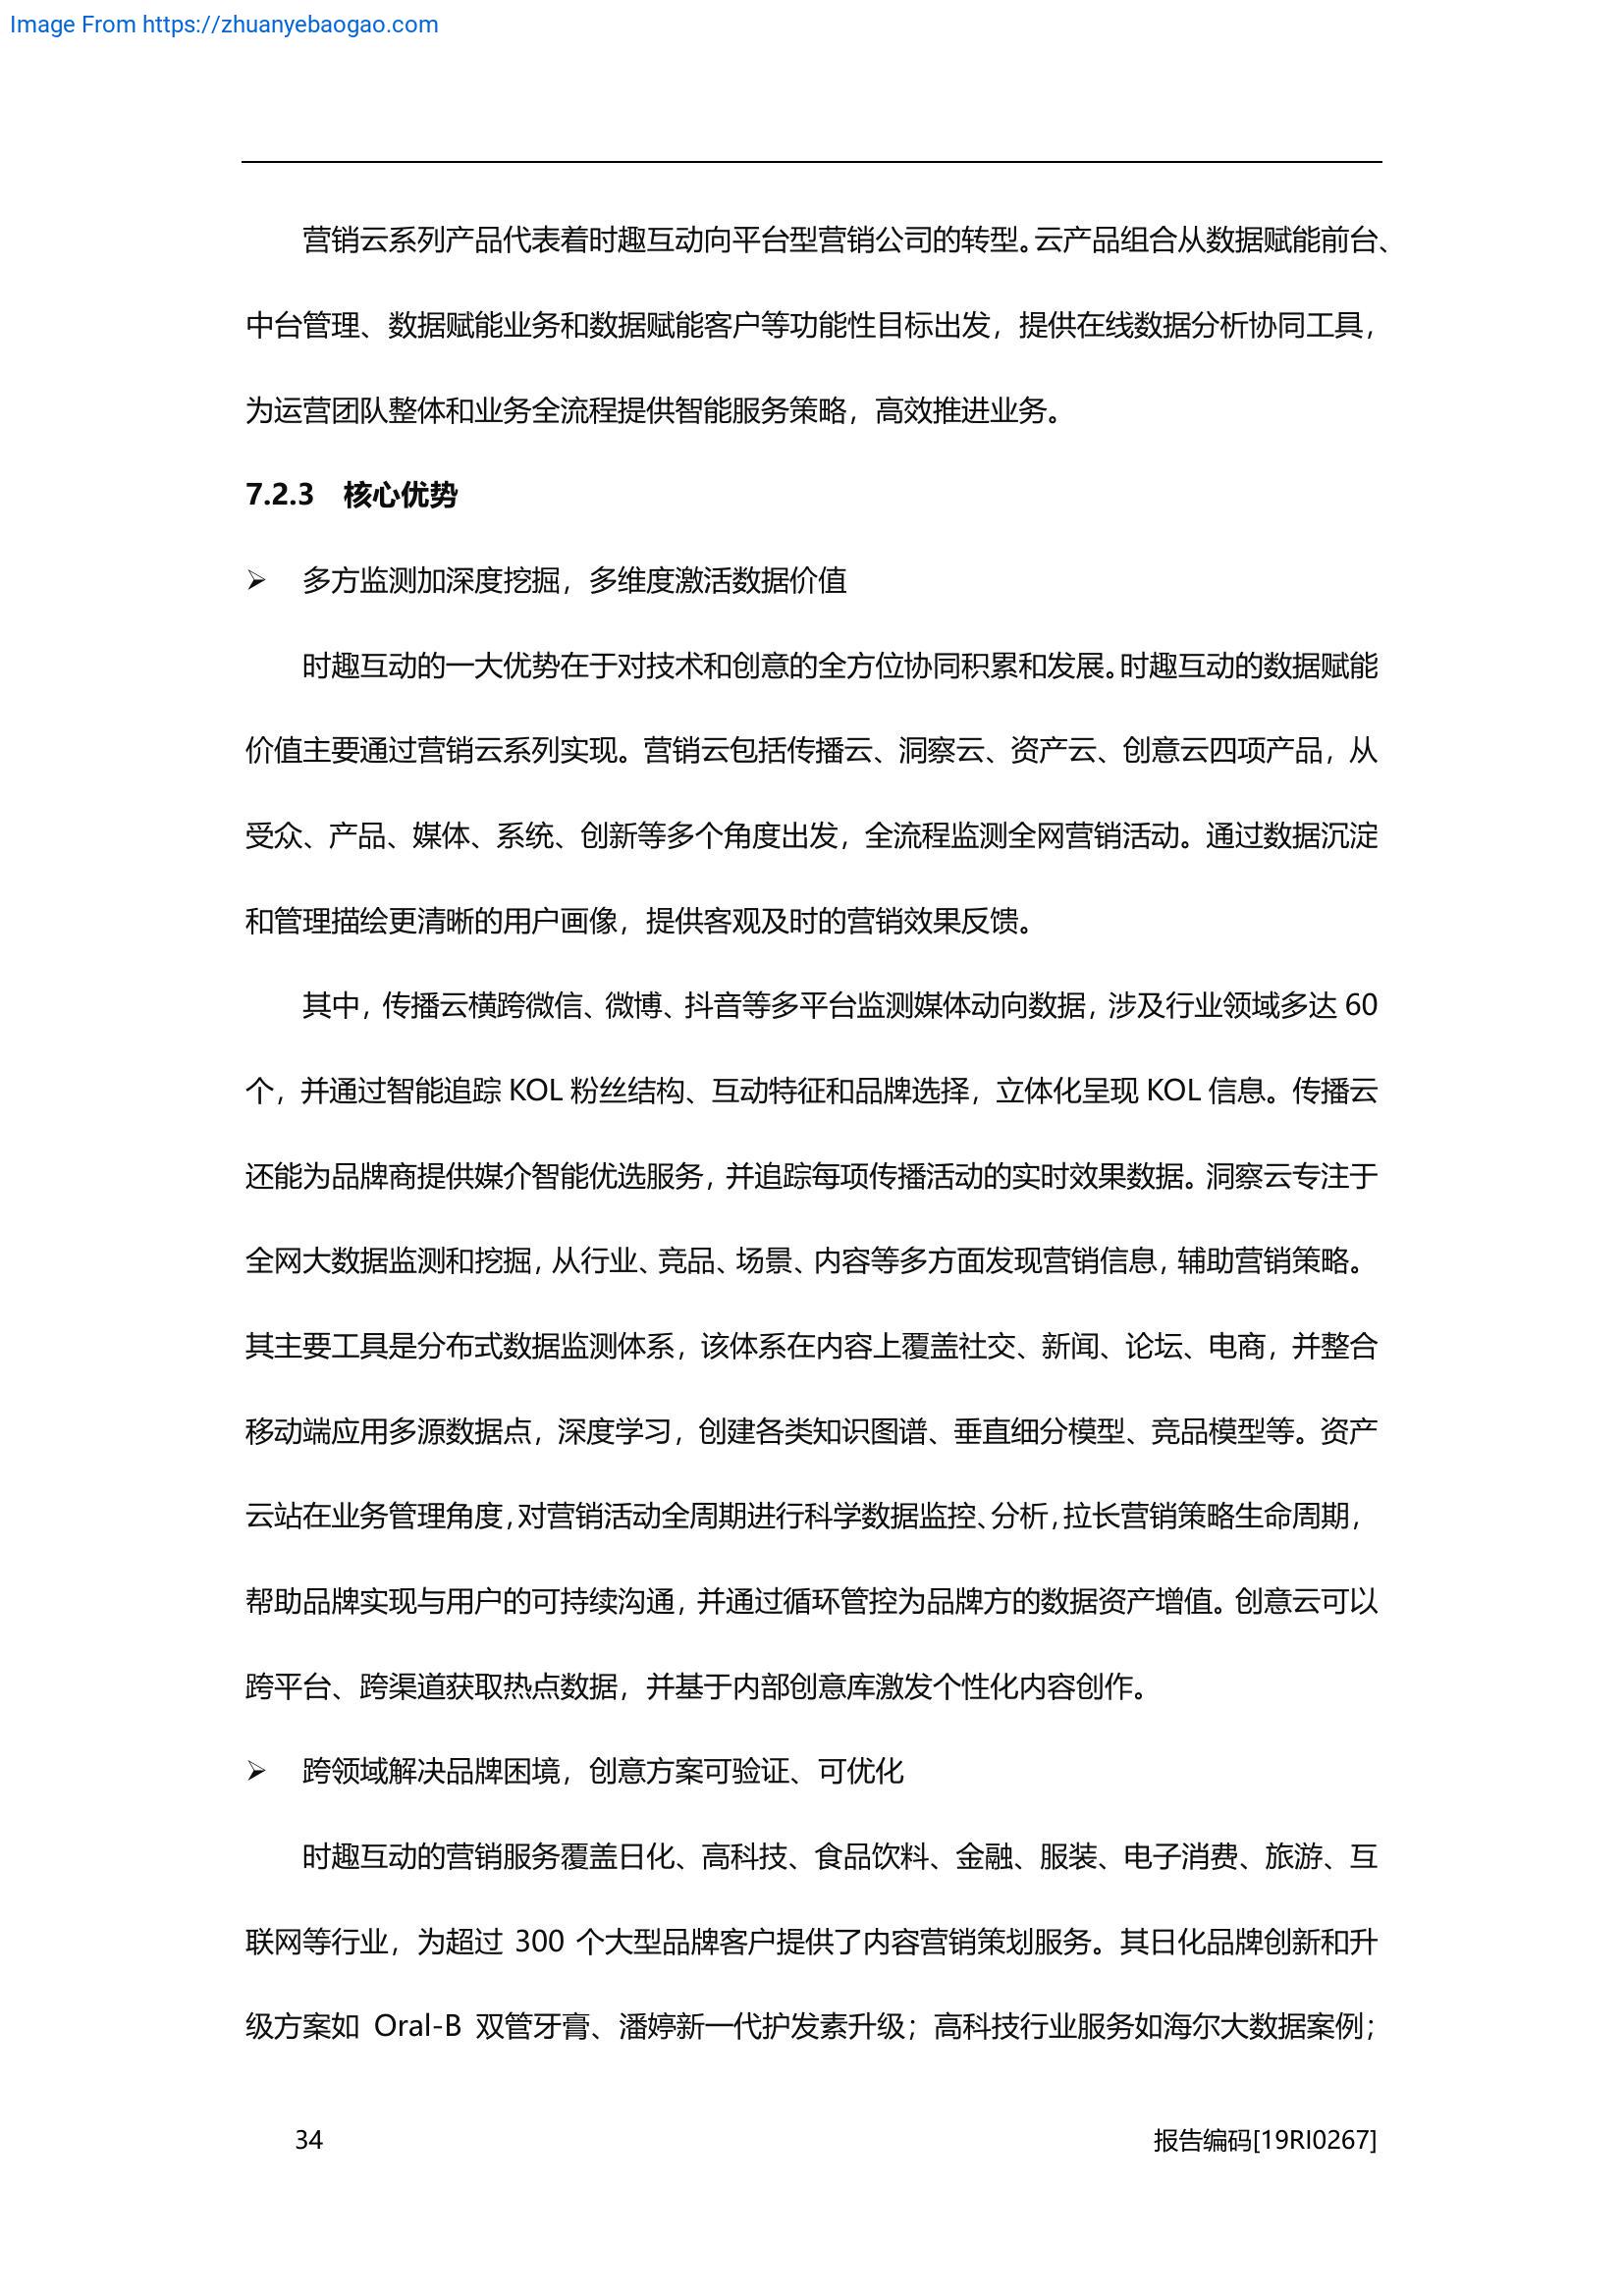 Image From https://zhuanyebaogao.com
营销云系列产品代表着时趣互动向平台型营销公司的转型。云产品组合从数据赋能前台、
中台管理、数据赋能业务和数据赋能客户等功能性目标出发，提供在线数据分析协同工具，
为运营团队整体和业务全流程提供智能服务策略，高效推进业务。
7.2.3 核心优势
➢ 多方监测加深度挖掘，多维度激活数据价值
时趣互动的一大优势在于对技术和创意的全方位协同积累和发展。时趣互动的数据赋能
价值主要通过营销云系列实现。营销云包括传播云、洞察云、资产云、创意云四项产品，从
受众、产品、媒体、系统、创新等多个角度出发，全流程监测全网营销活动。通过数据沉淀
和管理描绘更清晰的用户画像，提供客观及时的营销效果反馈。
其中，传播云横跨微信、微博、抖音等多平台监测媒体动向数据，涉及行业领域多达 60
个，并通过智能追踪 KOL 粉丝结构、互动特征和品牌选择，立体化呈现 KOL 信息。传播云
还能为品牌商提供媒介智能优选服务，并追踪每项传播活动的实时效果数据。洞察云专注于
全网大数据监测和挖掘，从行业、竞品、场景、内容等多方面发现营销信息，辅助营销策略。
其主要工具是分布式数据监测体系，该体系在内容上覆盖社交、新闻、论坛、电商，并整合
移动端应用多源数据点，深度学习，创建各类知识图谱、垂直细分模型、竞品模型等。资产
云站在业务管理角度，对营销活动全周期进行科学数据监控、分析，拉长营销策略生命周期，
帮助品牌实现与用户的可持续沟通，并通过循环管控为品牌方的数据资产增值。创意云可以
跨平台、跨渠道获取热点数据，并基于内部创意库激发个性化内容创作。
➢ 跨领域解决品牌困境，创意方案可验证、可优化
时趣互动的营销服务覆盖日化、高科技、食品饮料、金融、服装、电子消费、旅游、互
联网等行业，为超过 300 个大型品牌客户提供了内容营销策划服务。其日化品牌创新和升
级方案如 Oral-B 双管牙膏、潘婷新一代护发素升级；高科技行业服务如海尔大数据案例；
34 报告编码[19RI0267]